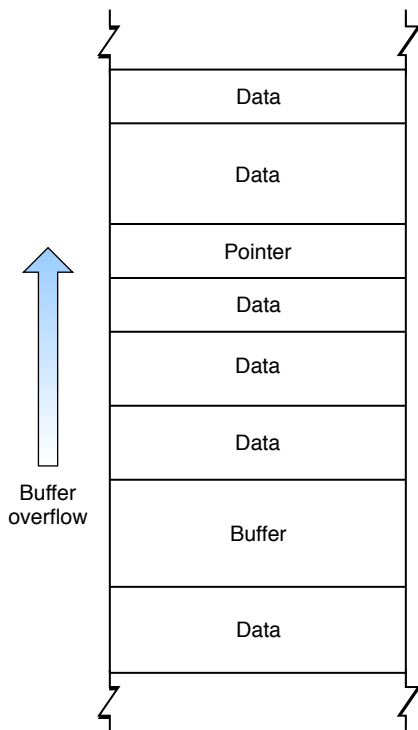 Data
Data
Pointer
Data
Data
Data
Buffer
overflow
Buffer
Data